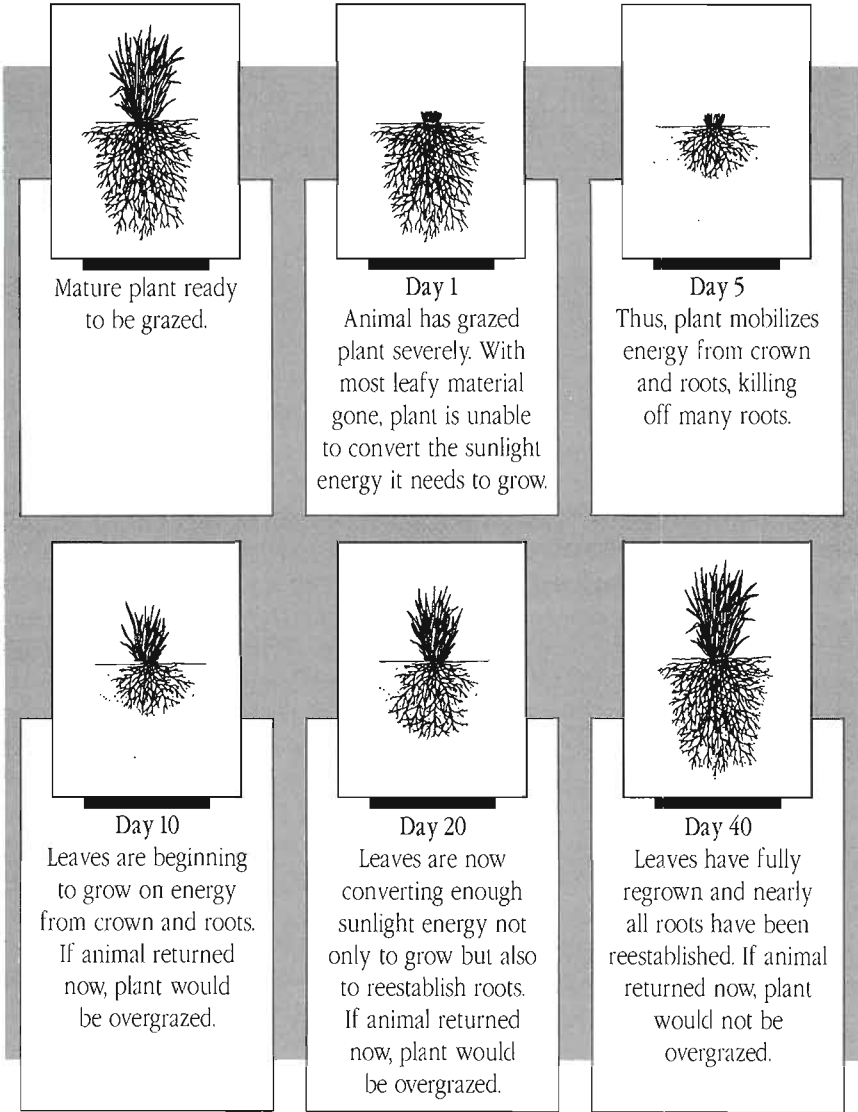 Mature plant ready
to be grazed.
Day 1
Animal has grazed
plant severely. With
most leafy material
gone, plant is unable
to convert the sunlight
energy it needs to grow.
Day 5
Thus, plant mobilizes
energy from crown
and roots, killing
off many roots.
Day 10
Leaves are beginning
to grow on energy
from crown and roots.
If animal returned
now, plant would
be overgrazed.
Day 20
Leaves are now
converting enough
sunlight energy not
only to grow but also
to reestablish roots.
If animal returned
now, plant would
be overgrazed.
Day 40
Leaves have fully
regrown and nearly
all roots have been
reestablished. If animal
returned now, plant
would not be
overgrazed.